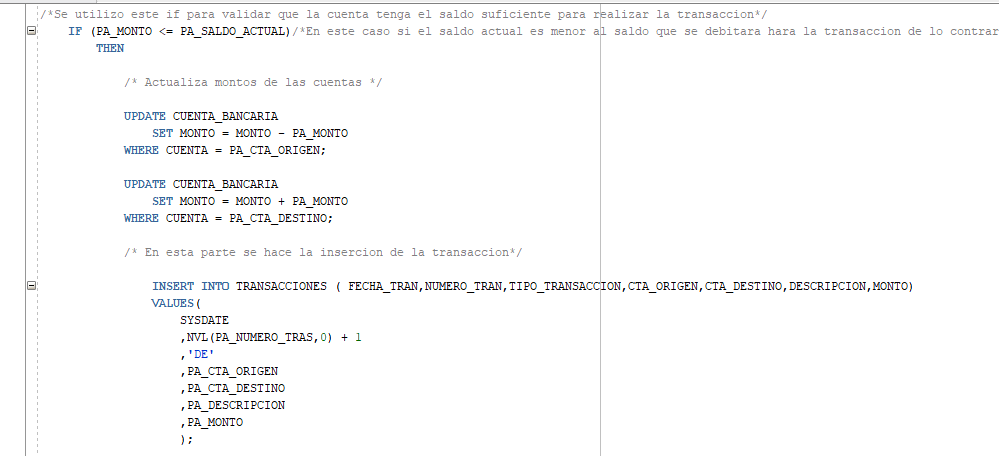 /*Se utilizo este if para validar que la cuenta tenga el saldo suficiente para realizar la transaccion*/
IF (PA_MONTO <= PA_SALDO_ACTUAL)/*En este caso si el saldo actual es menor al saldo que se debitara hara la transaccion de lo contrar
THEN
/* Actualiza montos de las cuentas */
UPDATE CUENTA_BANCARIA
SET MONTO = MONTO - PA_MONTO
WHERE CUENTA = PA_CTA_ORIGEN;
UPDATE CUENTA_BANCARIA
SET MONTO = MONTO + PA_MONTO
WHERE CUENTA = PA_CTA_DESTINO;
/* En esta parte se hace la insercion de la transaccion*/
INSERT INTO TRANSACCIONES ( FECHA_TRAN,NUMERO_TRAN,TIPO_TRANSACCION,CTA_ORIGEN,CTA_DESTINO,DESCRIPCION,MONTO)
VALUES(
SYSDATE
,NVL(PA_NUMERO_TRAS,0) + 1
,'DE'
,PA_CTA_ORIGEN
,PA_CTA_DESTINO
,PA_DESCRIPCION
,PA_MONTO
);